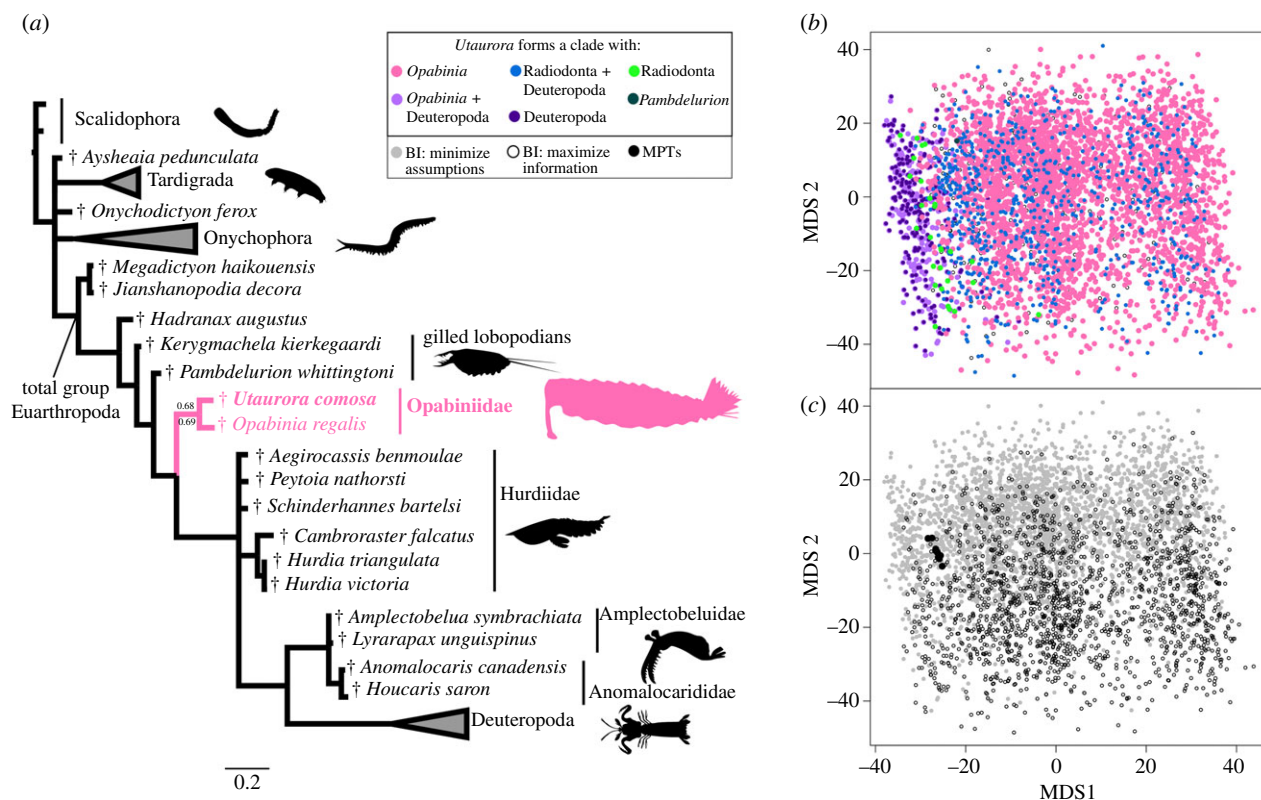 (a)
Scalidophora
† Aysheaia pedunculata
Tardigrada
† Onychodictyon ferox
Onychophora
† Megadictyon haikouensis
† Jianshanopodia decora
† Hadranax augustus
† Kerygmachela kierkegaardi
gilled lobopodians
† Pambdelurion whittingtoni
total group
Euarthropoda
0.68
† Utaurora comosa
Opabiniidae
0.69
† Opabinia regalis
† Aegirocassis benmoulae
† Peytoia nathorsti
Hurdiidae
† Schinderhannes bartelsi
† Cambroraster falcatus
† Hurdia triangulata
† Hurdia victoria
† Amplectobelua symbrachiata
Amplectobeluidae
† Lyrarapax unguispinus
† Anomalocaris canadensis
† Houcaris saron
Anomalocarididae
Deuteropoda
0.2
Utaurora forms a clade with:
Opabinia
Radiodonta +
Deuteropoda
Radiodonta
Opabinia +
Deuteropoda
Deuteropoda
Pambdelurion
BI: minimize
assumptions
BI: maximize
information
MPTs
(b)
40
20
0
–20
–40
MDS 2
(c)
40
20
0
–20
–40
MDS 2
–40 –20 0 20 40
MDS1